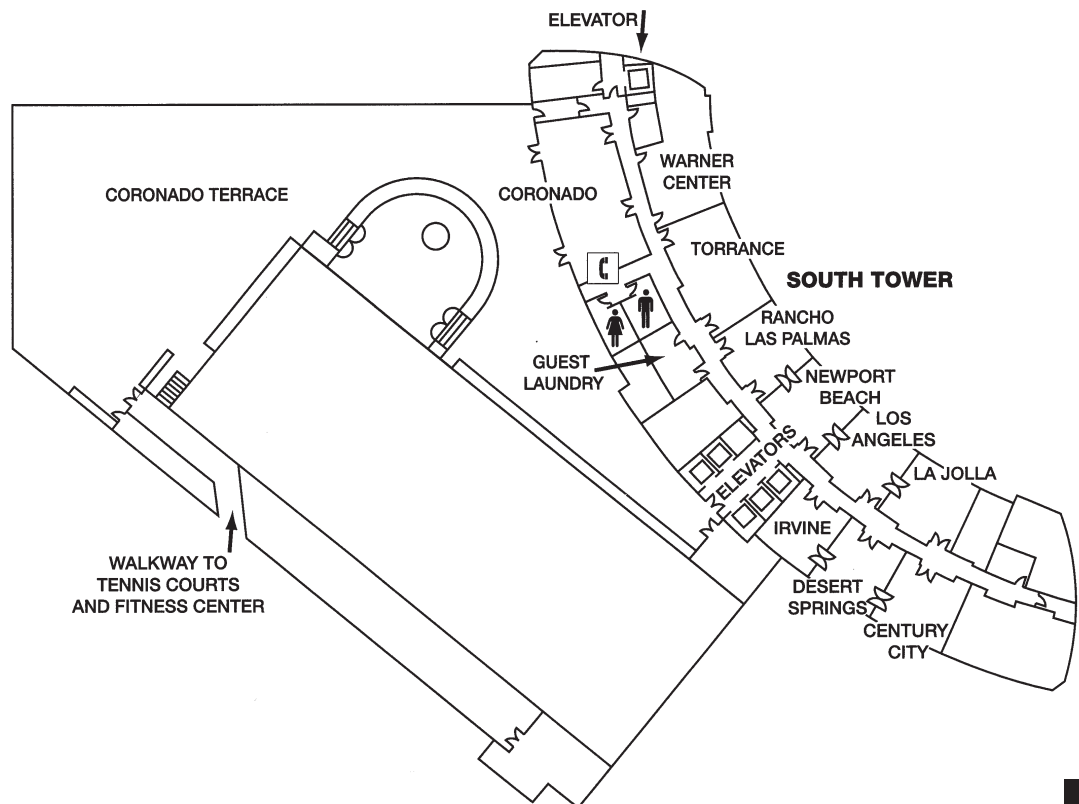 ELEVATOR
WARNER
CENTER
CORONADO TERRACE
CORONADO
TORRANCE
SOUTH TOWER
RANCHO
LAS PALMAS
GUEST
LAUNDRY
NEWPORT
BEACH
LOS
ANGELES
ELEVATORS
LA JOLLA
IRVINE
WALKWAY TO
TENNIS COURTS
AND FITNESS CENTER
DESERT
SPRINGS
CENTURY
CITY